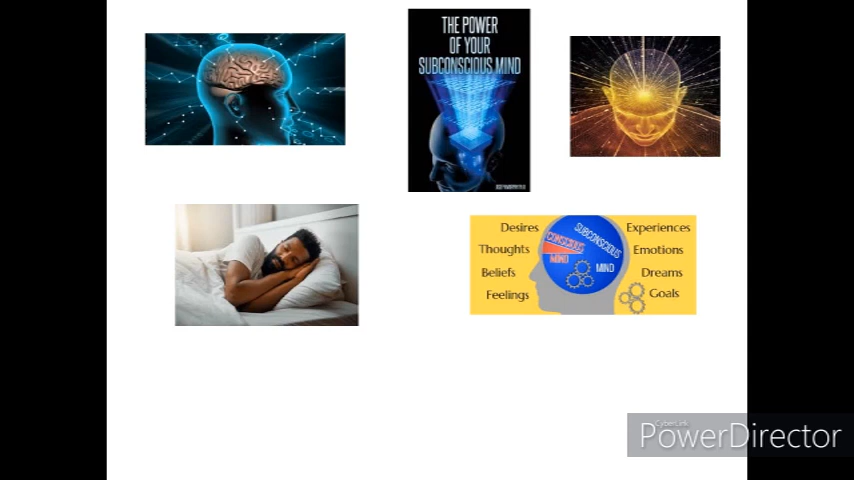 THE POWER
OF YOUR
SUBCONSCIOUS MIND
Desires
Thoughts
Beliefs
Feelings
CONSCIOUS
MIND
SUBCONSCIOUS
MIND
Experiences
Emotions
Dreams
Goals
CyberLink
PowerDirector